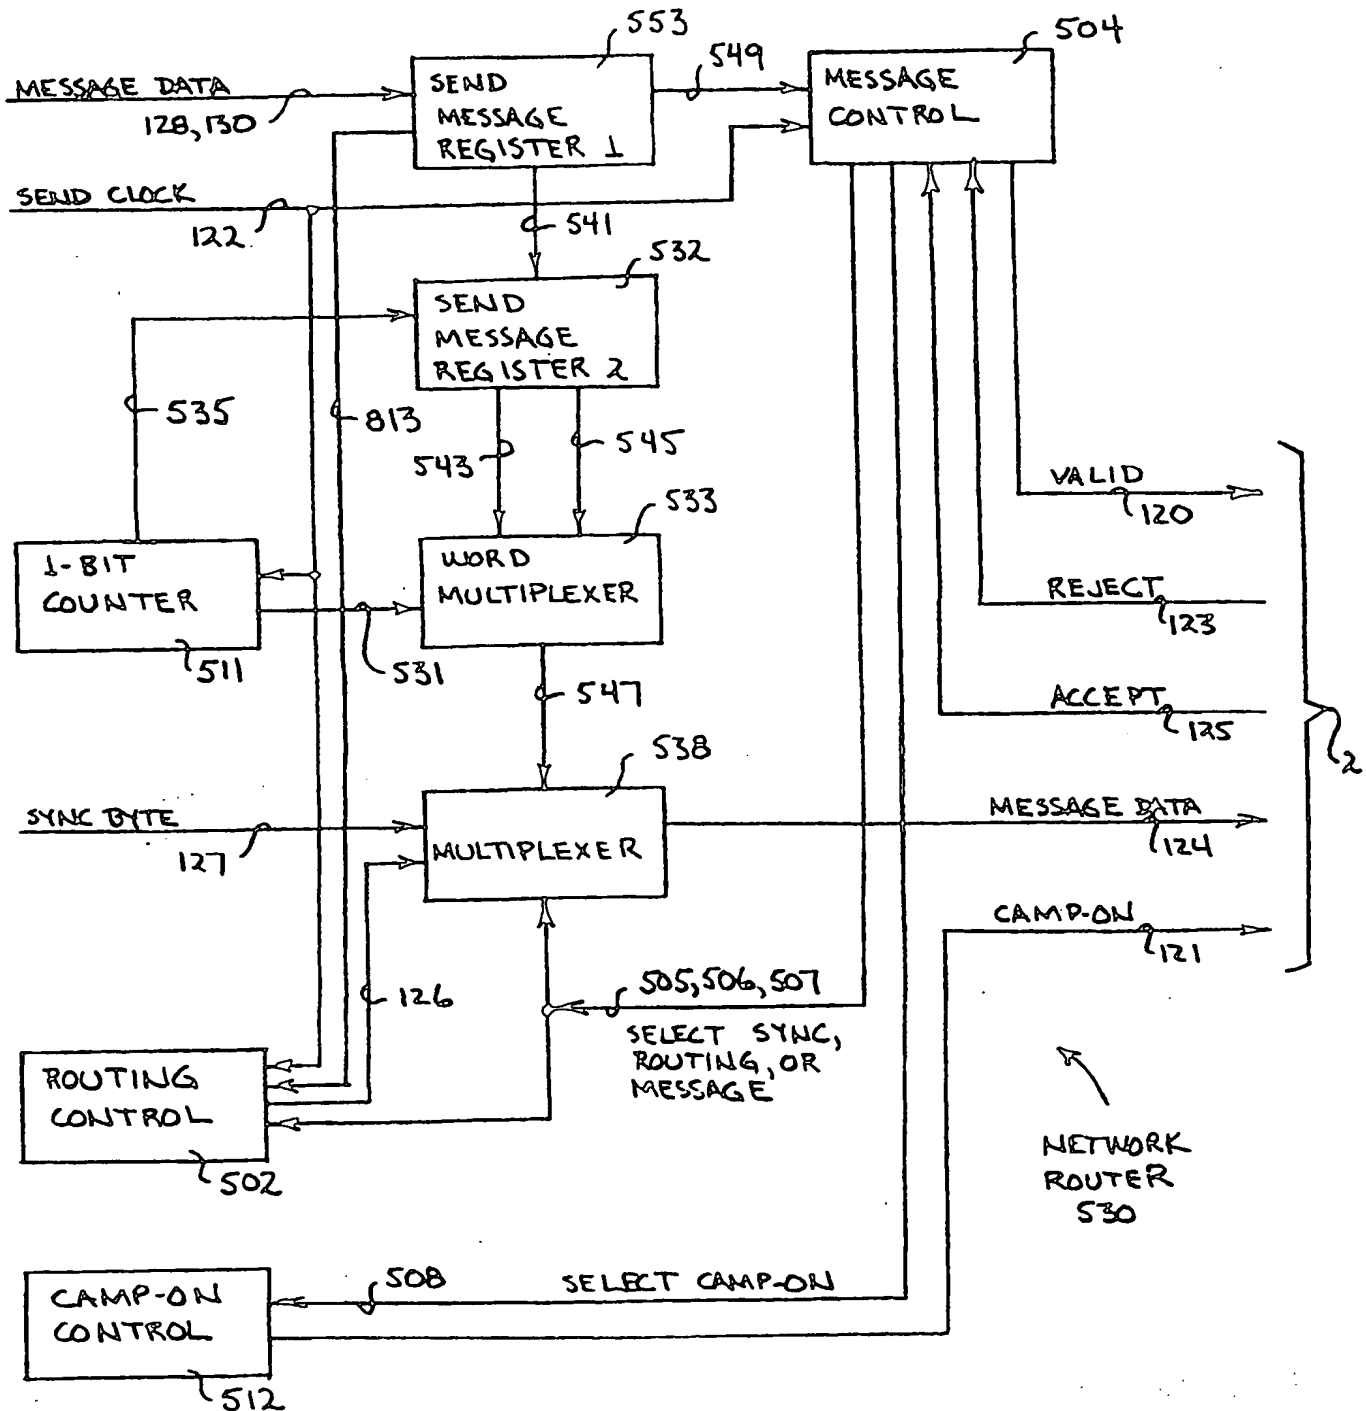 553
549
504
MESSAGE DATA
128,130
SEND
MESSAGE
REGISTER 1
MESSAGE
CONTROL
SEND CLOCK
122
541
532
SEND
MESSAGE
REGISTER 2
535
813
543
545
533
VALID
120
1-BIT
COUNTER
511
531
WORD
MULTIPLEXER
REJECT
123
547
ACCEPT
125
2
538
SYNC BYTE
127
MULTIPLEXER
MESSAGE DATA
124
CAMP-ON
121
126
505,506,507
SELECT SYNC,
ROUTING, OR
MESSAGE
ROUTING
CONTROL
502
NETWORK
ROUTER
530
508
SELECT CAMP-ON
CAMP-ON
CONTROL
512